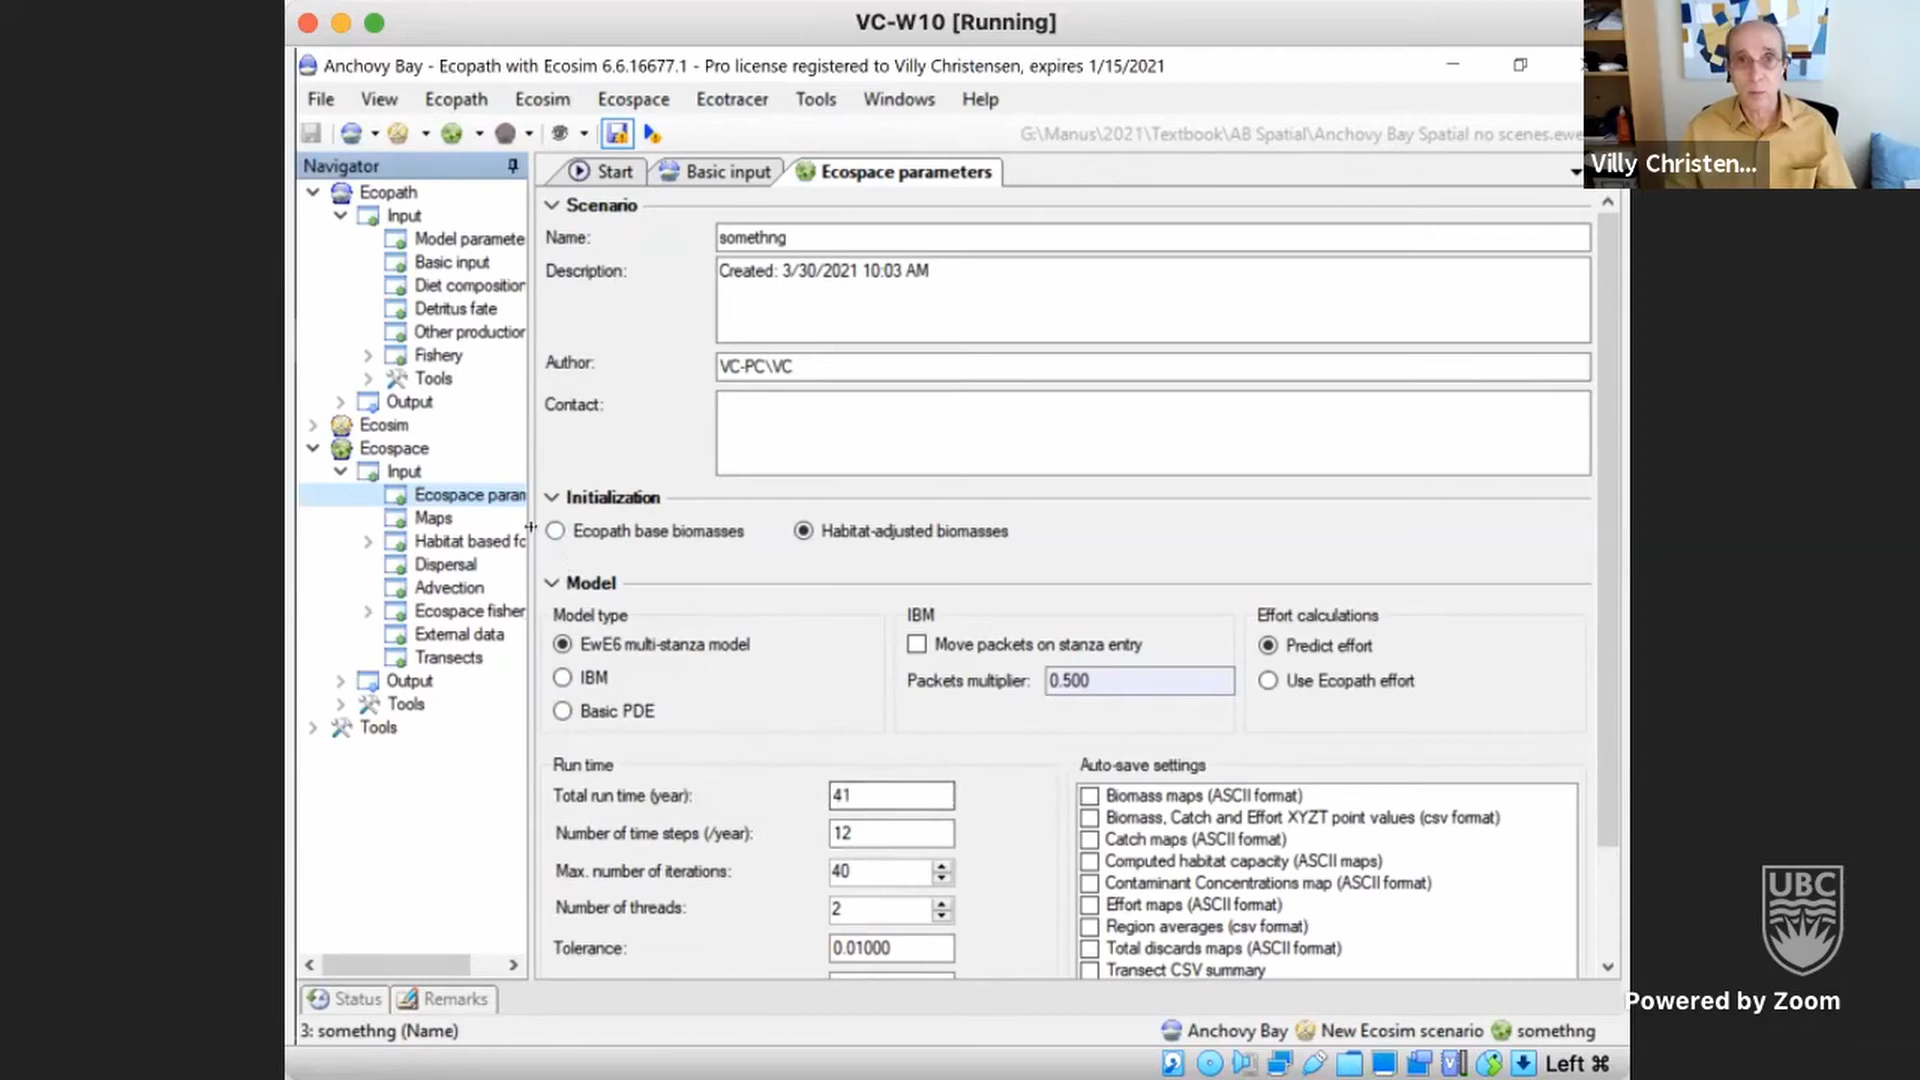 VC-W10 [Running]
Anchovy Bay - Ecopath with Ecosim 6.6.16677.1 - Pro license registered to Villy Christensen, expires 1/15/2021
File View Ecopath Ecosim Ecospace Ecotracer Tools Windows Help
G:\Manus\2021\Textbook\AB Spatial\Anchovy Bay Spatial no scenes.ewe
Villy Christen...
Navigator
Ecopath
Input
Model paramete
Basic input
Diet composition
Detritus fate
Other production
Fishery
Tools
Output
Ecosim
Ecospace
Input
Ecospace param
Maps
Habitat based fo
Dispersal
Advection
Ecospace fisher
External data
Transects
Output
Tools
Tools
Start Basic input Ecospace parameters
Scenario
Name: somethng
Description: Created: 3/30/2021 10:03 AM
Author: VC-PC\VC
Contact:
Initialization
Ecopath base biomasses Habitat-adjusted biomasses
Model
Model type
EwE6 multi-stanza model
IBM
Basic PDE
IBM
Move packets on stanza entry
Packets multiplier: 0.500
Effort calculations
Predict effort
Use Ecopath effort
Run time
Total run time (year): 41
Number of time steps (/year): 12
Max. number of iterations: 40
Number of threads: 2
Tolerance: 0.01000
Auto-save settings
Biomass maps (ASCII format)
Biomass, Catch and Effort XYZT point values (csv format)
Catch maps (ASCII format)
Computed habitat capacity (ASCII maps)
Contaminant Concentrations map (ASCII format)
Effort maps (ASCII format)
Region averages (csv format)
Total discards maps (ASCII format)
Transect CSV summary
Status Remarks
3: somethng (Name)
Anchovy Bay New Ecosim scenario somethng
Left ⌘
UBC
Powered by Zoom